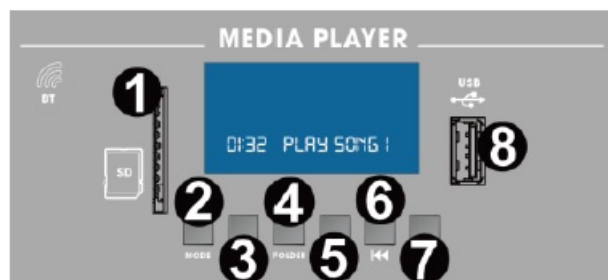 MEDIA PLAYER
BT
1
USB
01:32 PLAY SONG 1
8
SD
2
4
6
MODE
3
FOLDER
5
7